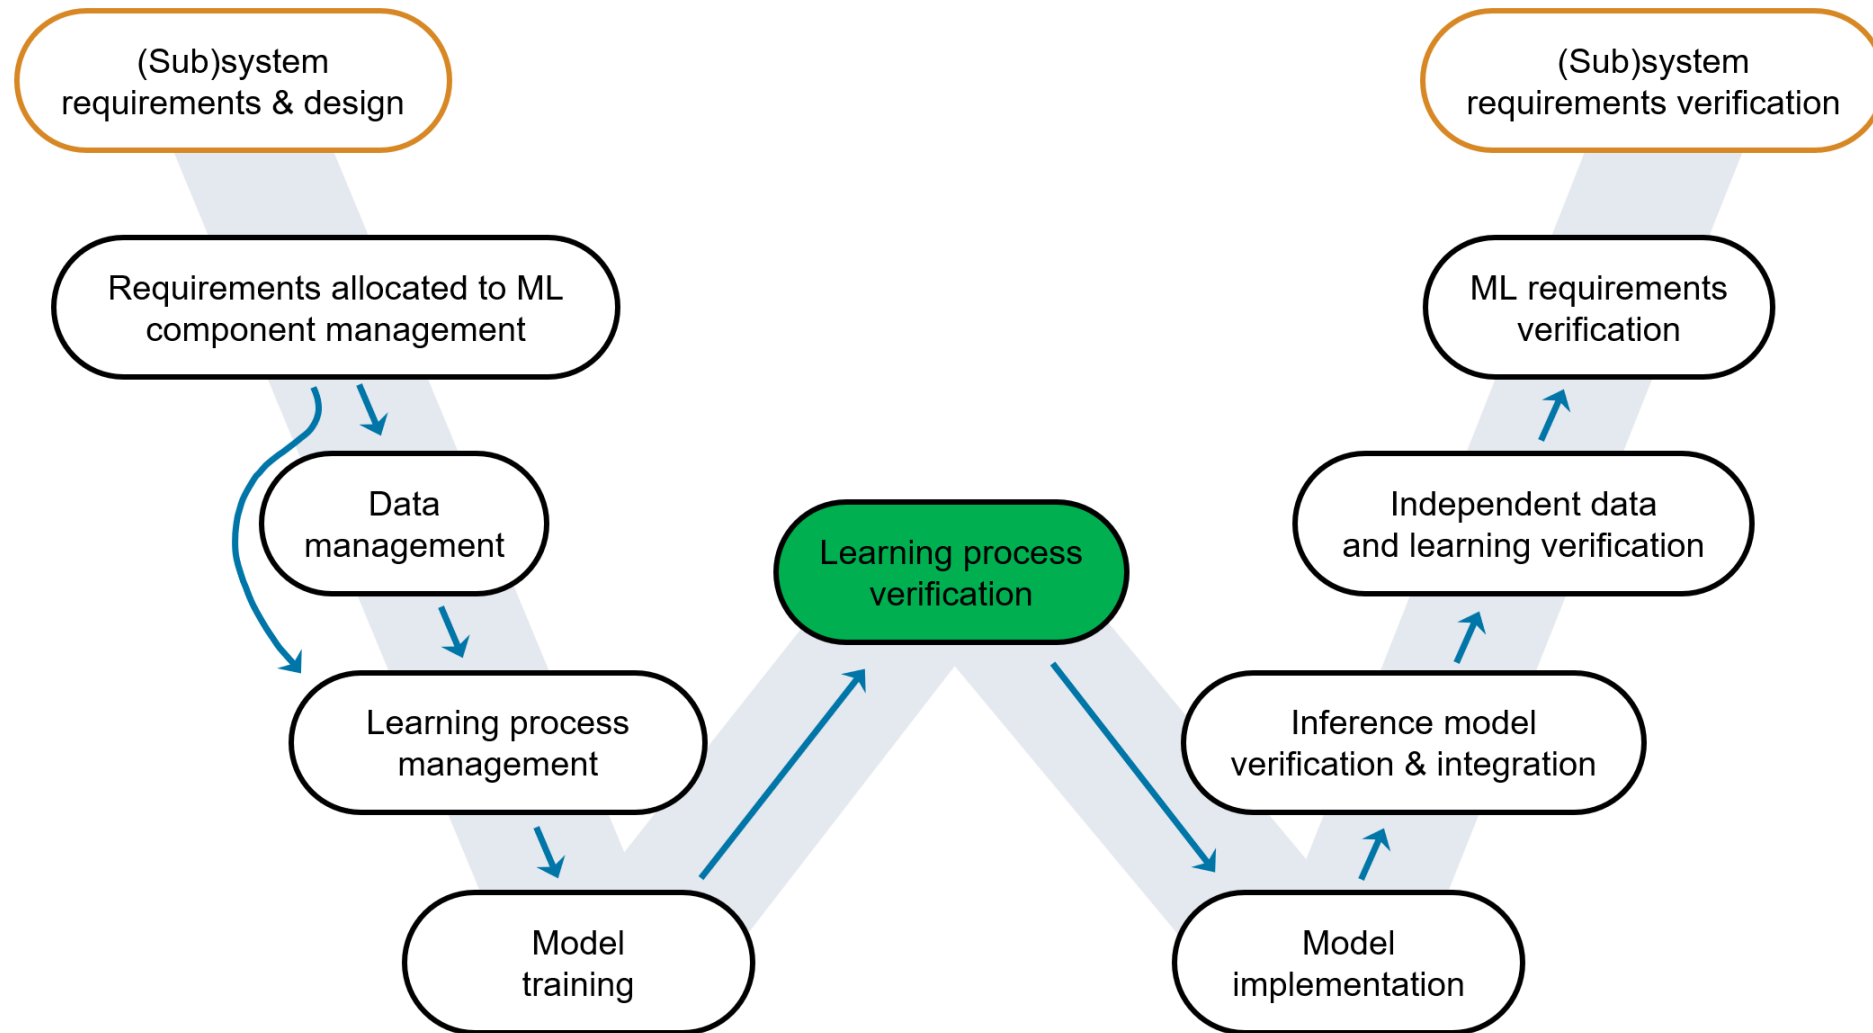 (Sub)system
requirements & design
(Sub)system
requirements verification
Requirements allocated to ML
component management
ML requirements
verification
Data
management
Independent data
and learning verification
Learning process
verification
Learning process
management
Inference model
verification & integration
Model
training
Model
implementation